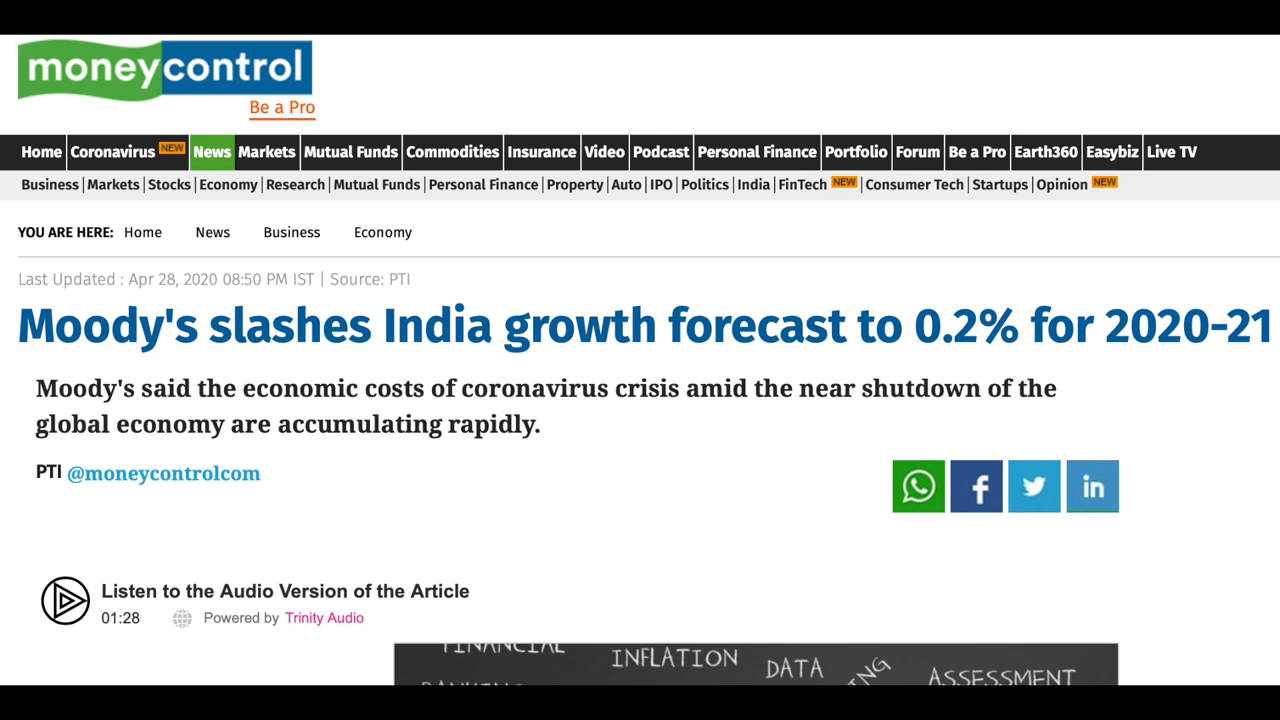 moneycontrol
Be a Pro
Home Coronavirus NEW News Markets Mutual Funds Commodities Insurance Video Podcast Personal Finance Portfolio Forum Be a Pro Earth360 Easybiz Live TV
Business | Markets | Stocks | Economy | Research | Mutual Funds | Personal Finance | Property | Auto | IPO | Politics | India | FinTech NEW | Consumer Tech | Startups | Opinion NEW
YOU ARE HERE: Home News Business Economy
Last Updated : Apr 28, 2020 08:50 PM IST | Source: PTI
Moody's slashes India growth forecast to 0.2% for 2020-21
Moody's said the economic costs of coronavirus crisis amid the near shutdown of the
global economy are accumulating rapidly.
PTI @moneycontrolcom
Listen to the Audio Version of the Article
01:28 Powered by Trinity Audio
FINANCIAL INFLATION DATA ASSESSMENT